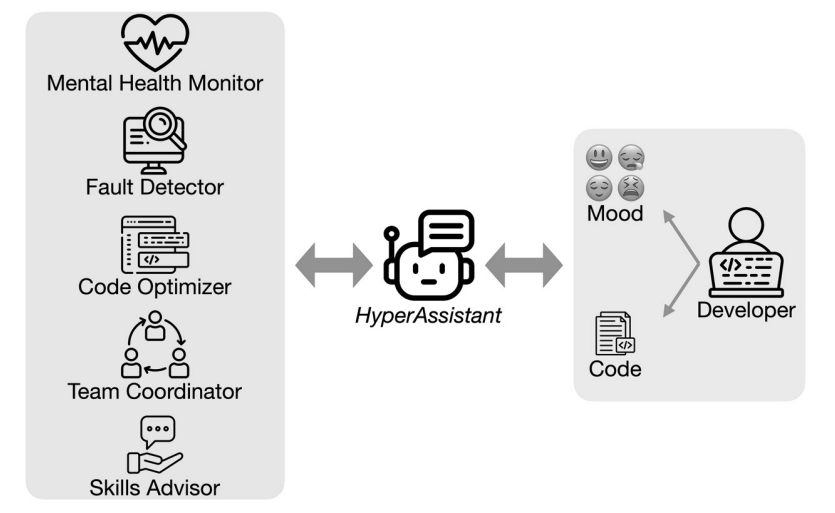 Mental Health Monitor
Fault Detector
</>
Code Optimizer
Team Coordinator
Skills Advisor
HyperAssistant
Mood
</>
Code
</>
Developer